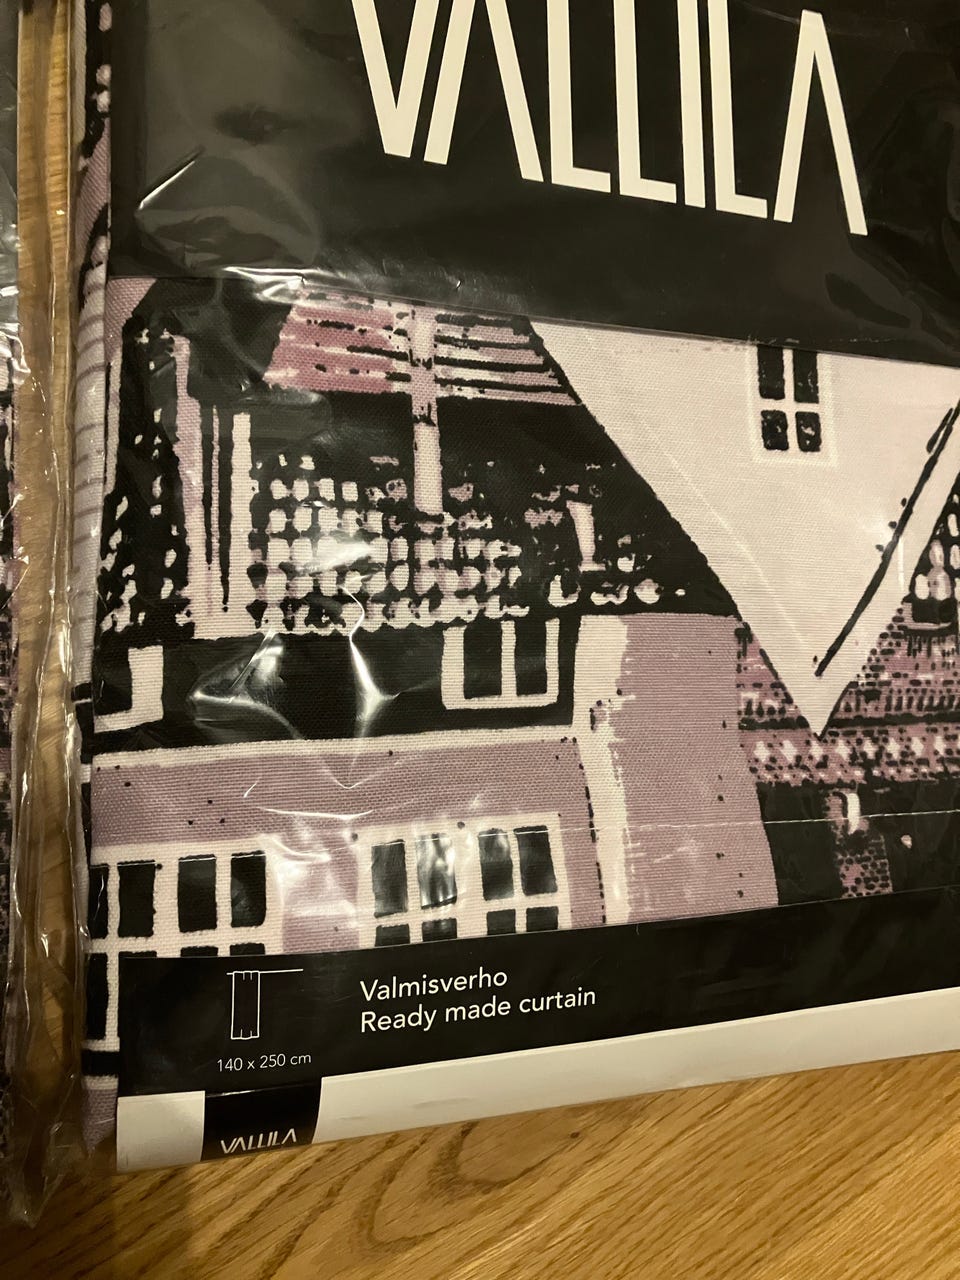 VALLILA
Valmisverho
Ready made curtain
140 x 250 cm
VALLILA